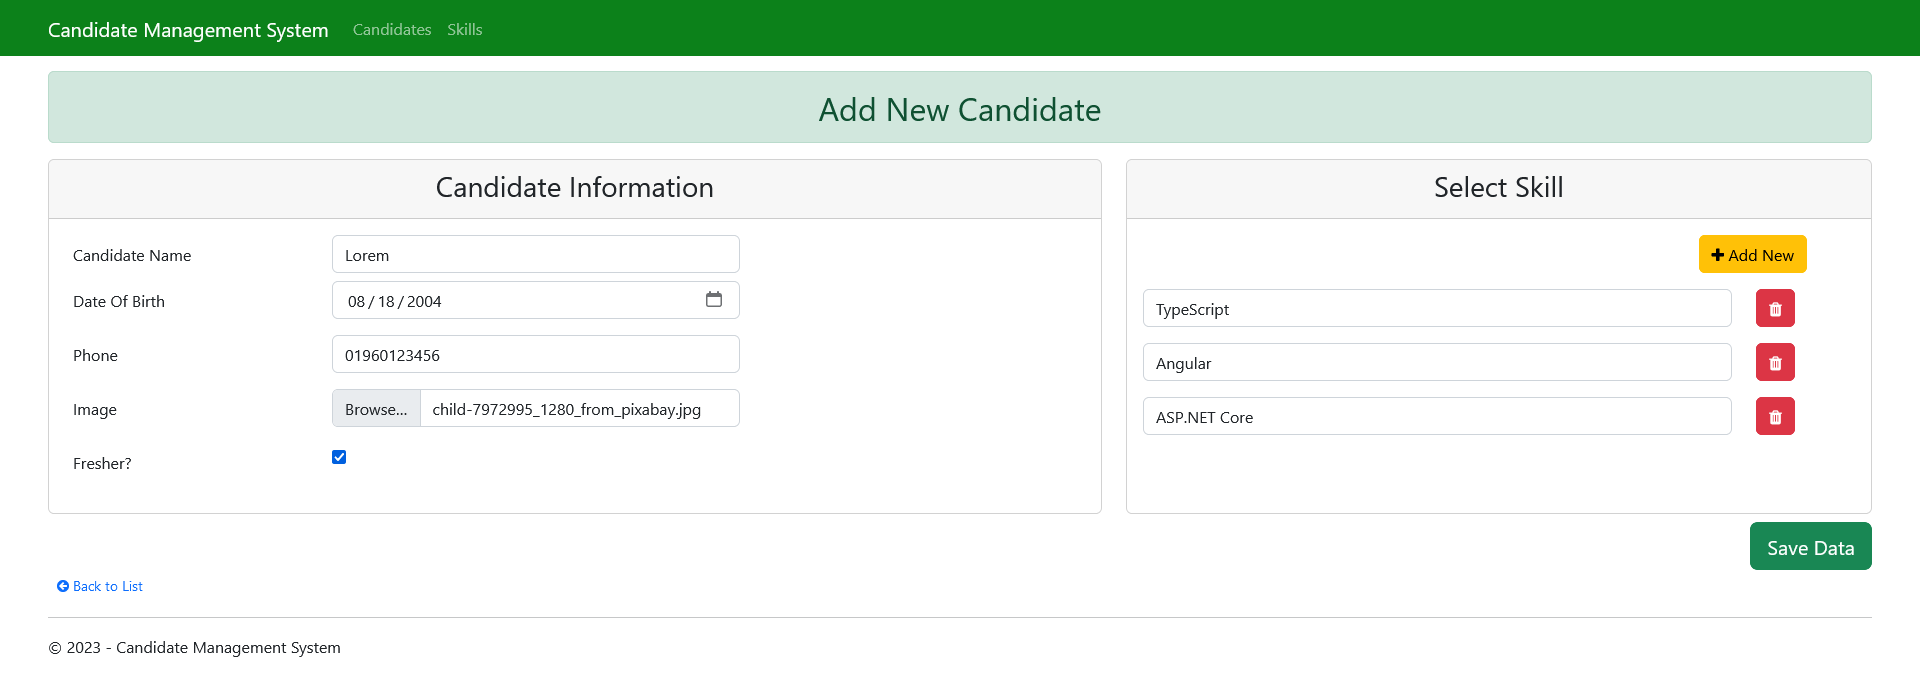 Candidate Management System Candidates Skills
Add New Candidate
Candidate Information
Candidate Name Lorem
Date Of Birth 08 / 18 / 2004
Phone 01960123456
Image Browse... child-7972995_1280_from_pixabay.jpg
Fresher?
Select Skill
Add New
TypeScript
Angular
ASP.NET Core
Save Data
Back to List
© 2023 - Candidate Management System